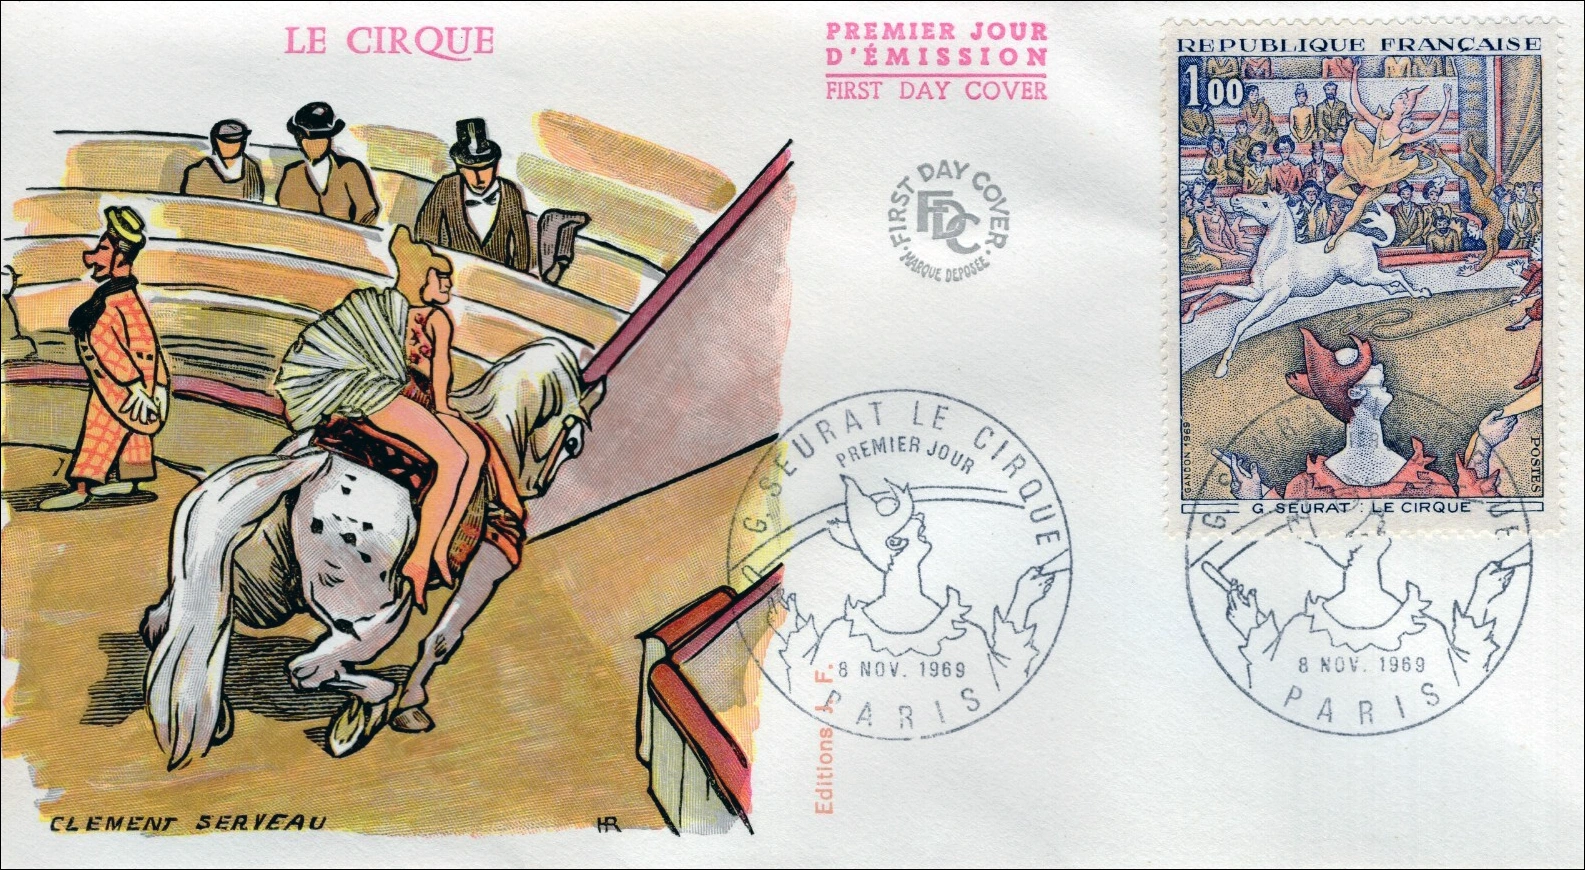 LE CIRQUE
PREMIER JOUR
D'ÉMISSION
FIRST DAY COVER
FIRST DAY COVER
FDC
MARQUE DEPOSEE
REPUBLIQUE FRANÇAISE
1,00
GANDON 1969
POSTES
G. SEURAT : LE CIRQUE
G. SEURAT LE CIRQUE
PREMIER JOUR
8 NOV. 1969
PARIS
8 NOV. 1969
PARIS
Editions J. F.
CLEMENT SERVEAU
HR